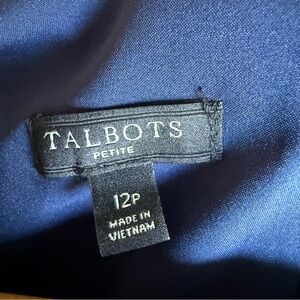 TALBOTS
PETITE
12P
MADE IN
VIETNAM